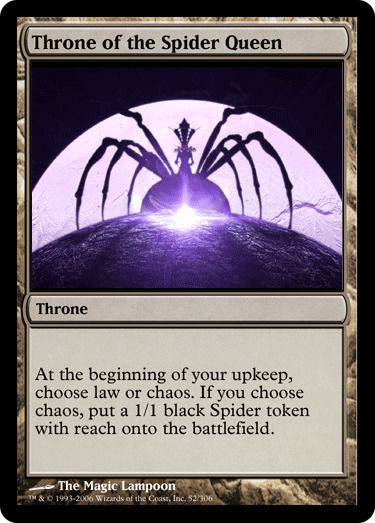 Throne of the Spider Queen
Throne
At the beginning of your upkeep,
choose law or chaos. If you choose
chaos, put a 1/1 black Spider token
with reach onto the battlefield.
The Magic Lampoon
™ & © 1993-2006 Wizards of the Coast, Inc. 52/306